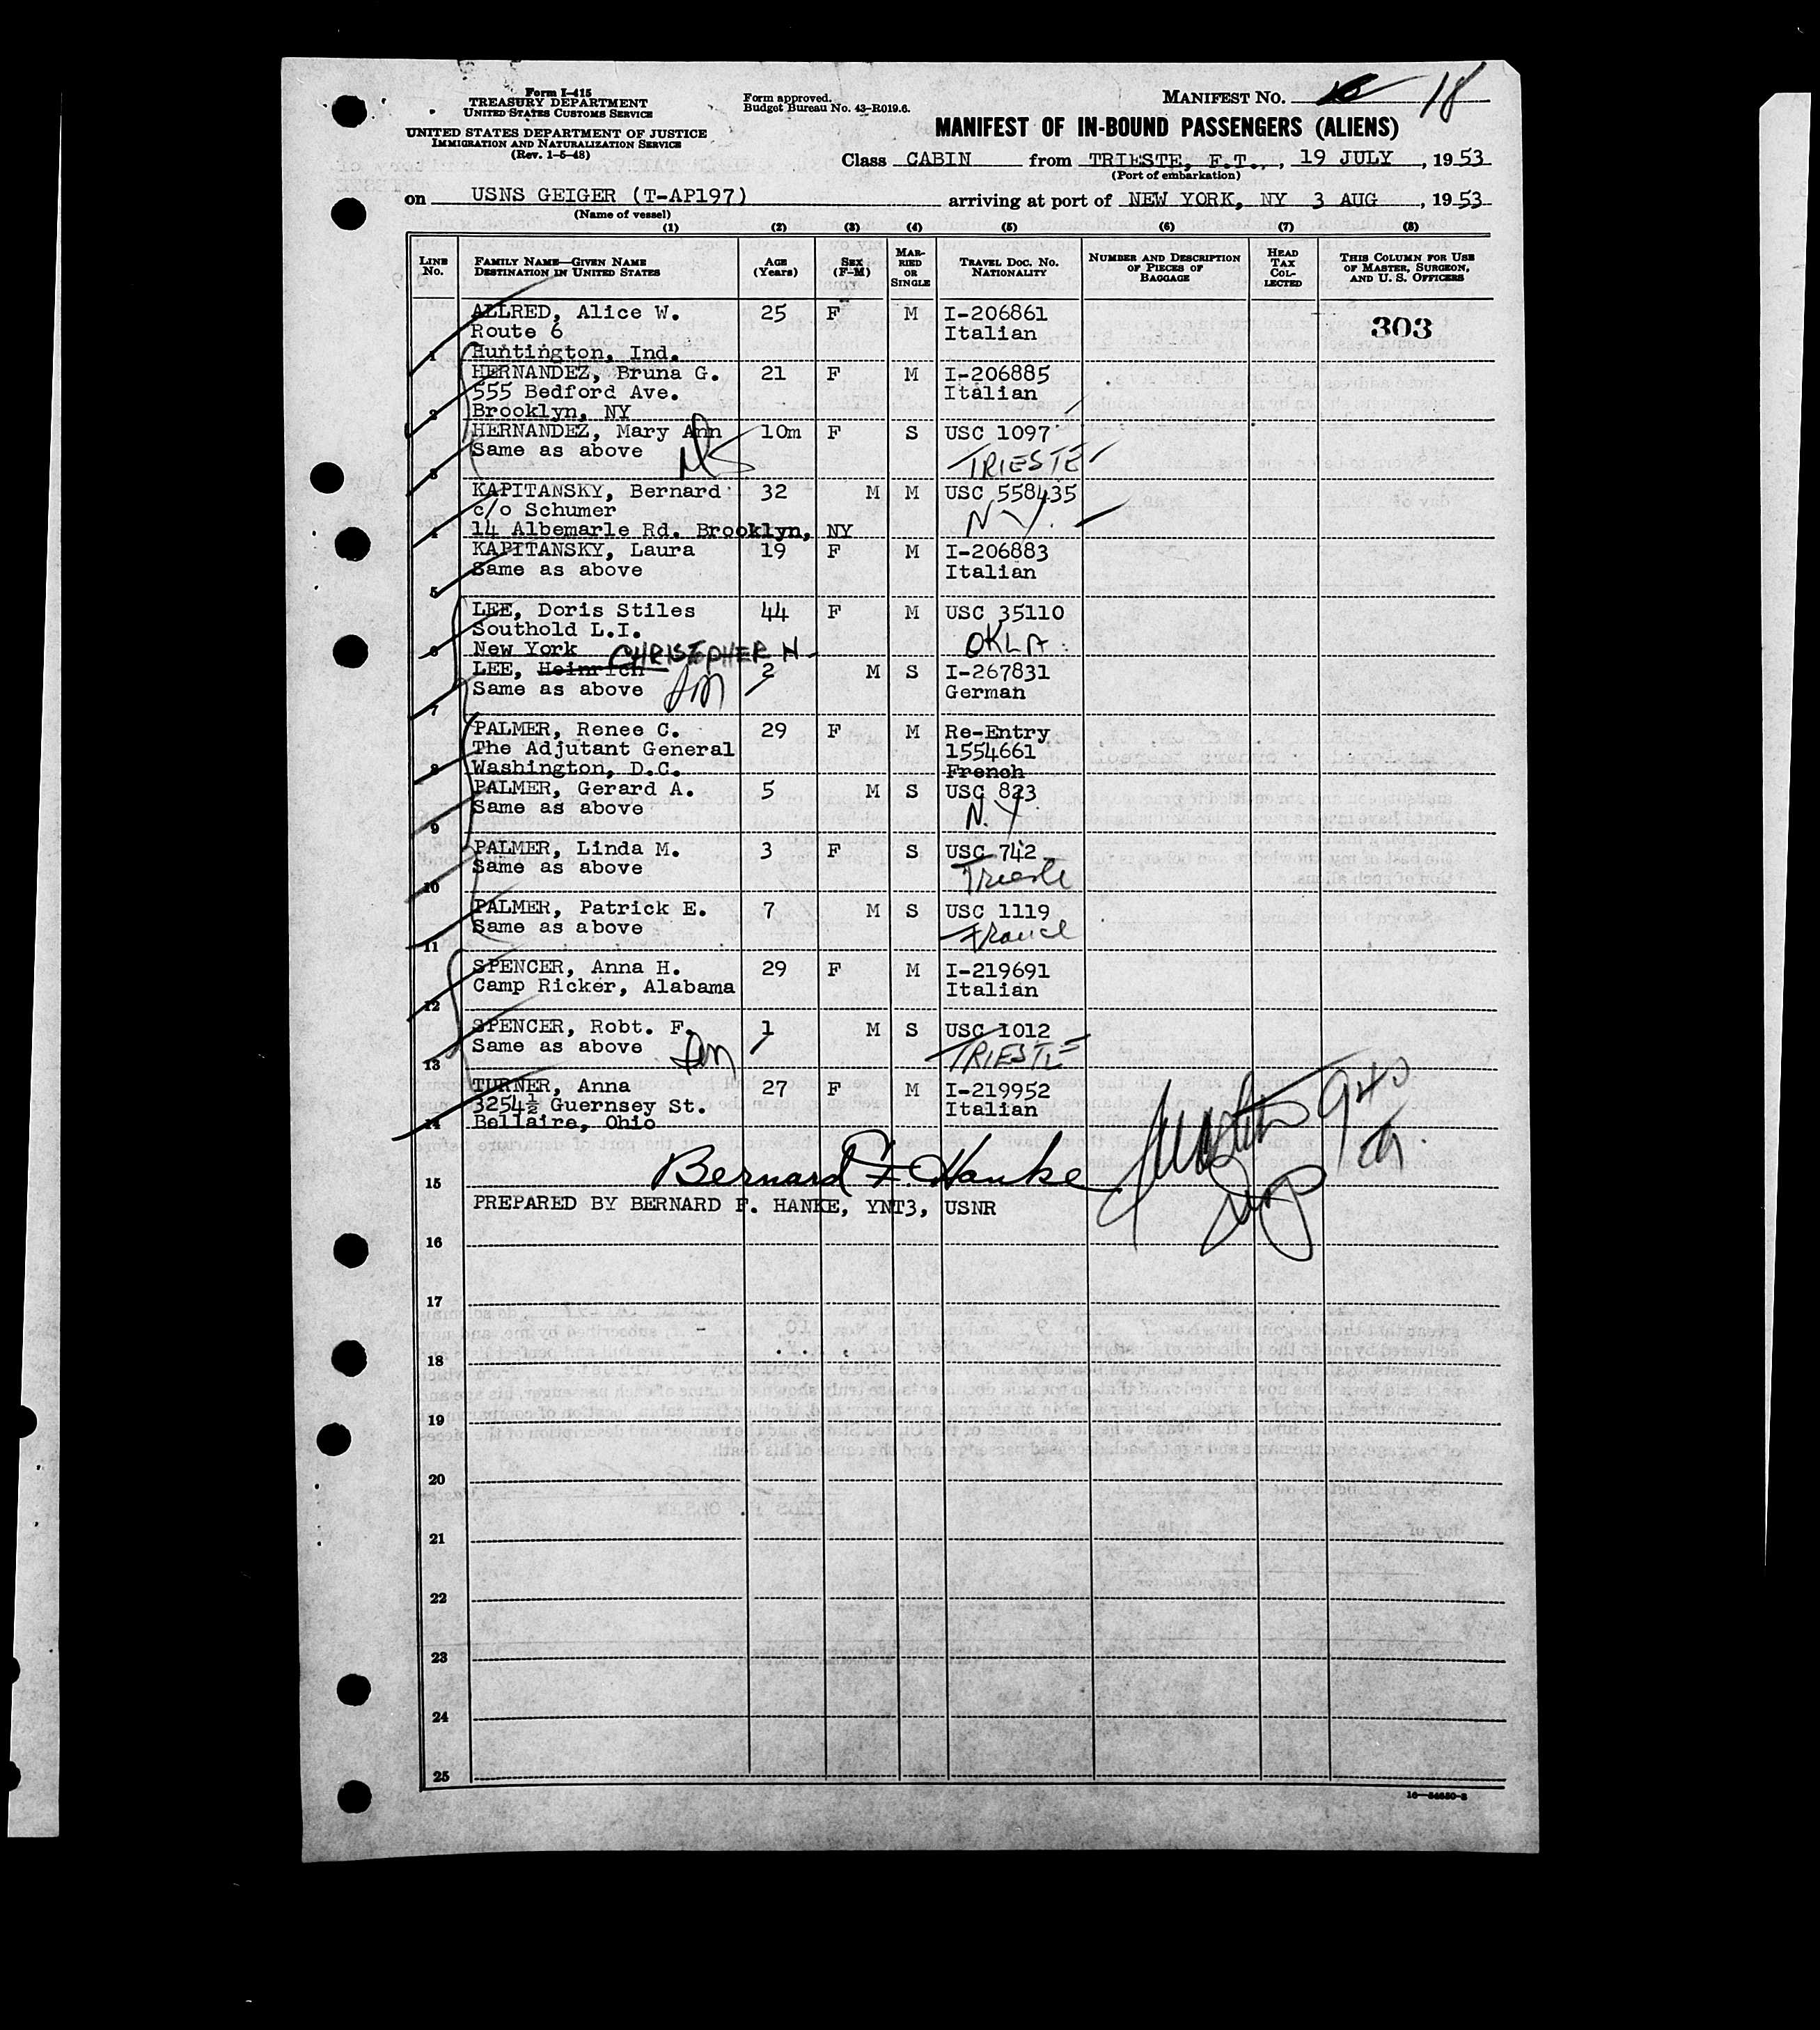 Form I-415
TREASURY DEPARTMENT
UNITED STATES CUSTOMS SERVICE
UNITED STATES DEPARTMENT OF JUSTICE
IMMIGRATION AND NATURALIZATION SERVICE
(Rev. 1-5-48)
Form approved.
Budget Bureau No. 43-R019.6.
MANIFEST NO. 18
MANIFEST OF IN-BOUND PASSENGERS (ALIENS)
Class CABIN from TRIESTE, F.T., 19 JULY, 1953
(Port of embarkation)
on USNS GEIGER (T-AP197) arriving at port of NEW YORK, NY 3 AUG, 1953
(Name of vessel)
(1) (2) (3) (4) (5) (6) (7) (8)
LINE No. FAMILY NAME—GIVEN NAME DESTINATION IN UNITED STATES AGE (Years) SEX (F-M) MARRIED OR SINGLE TRAVEL DOC. NO. NATIONALITY NUMBER AND DESCRIPTION OF PIECES OF BAGGAGE HEAD TAX COLLECTED THIS COLUMN FOR USE OF MASTER, SURGEON, AND U. S. OFFICERS
ALLRED, Alice W. 25 F M I-206861
Route 6 Italian 303
1 Huntington, Ind.
HERNANDEZ, Bruna G. 21 F M I-206885
555 Bedford Ave. Italian
2 Brooklyn, NY
HERNANDEZ, Mary Ann 10m F S USC 1097
Same as above TRIESTE
3
KAPITANSKY, Bernard 32 M M USC 558435
c/o Schumer N.Y.
4 14 Albemarle Rd. Brooklyn, NY
KAPITANSKY, Laura 19 F M I-206883
Same as above Italian
5
LEE, Doris Stiles 44 F M USC 35110
Southold L.I. OKLA.
6 New York CHRISTOPHER H
LEE, Heinrich 2 M S I-267831
Same as above German
7
PALMER, Renee C. 29 F M Re-Entry
The Adjutant General 1554661
8 Washington, D.C. French
PALMER, Gerard A. 5 M S USC 823
Same as above N.Y
9
PALMER, Linda M. 3 F S USC 742
Same as above Trieste
10
PALMER, Patrick E. 7 M S USC 1119
Same as above France
11
SPENCER, Anna H. 29 F M I-219691
Camp Ricker, Alabama Italian
12
SPENCER, Robt. F. 1 M S USC 1012
Same as above TRIESTE
13
TURNER, Anna 27 F M I-219952
3254½ Guernsey St. Italian
14 Bellaire, Ohio
Bernard F. Hanke
15
PREPARED BY BERNARD F. HANKE, YNT3, USNR
16
17
18
19
20
21
22
23
24
25